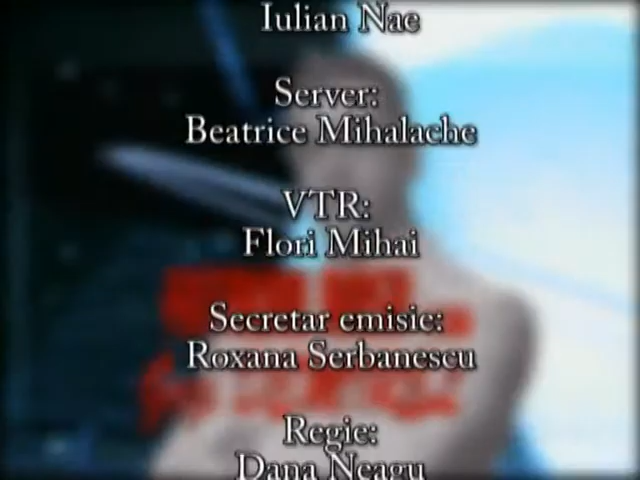 Iulian Nae
Server:
Beatrice Mihalache
VTR:
Flori Mihai
Secretar emisie:
Roxana Serbanescu
Regie:
Dana Neagu